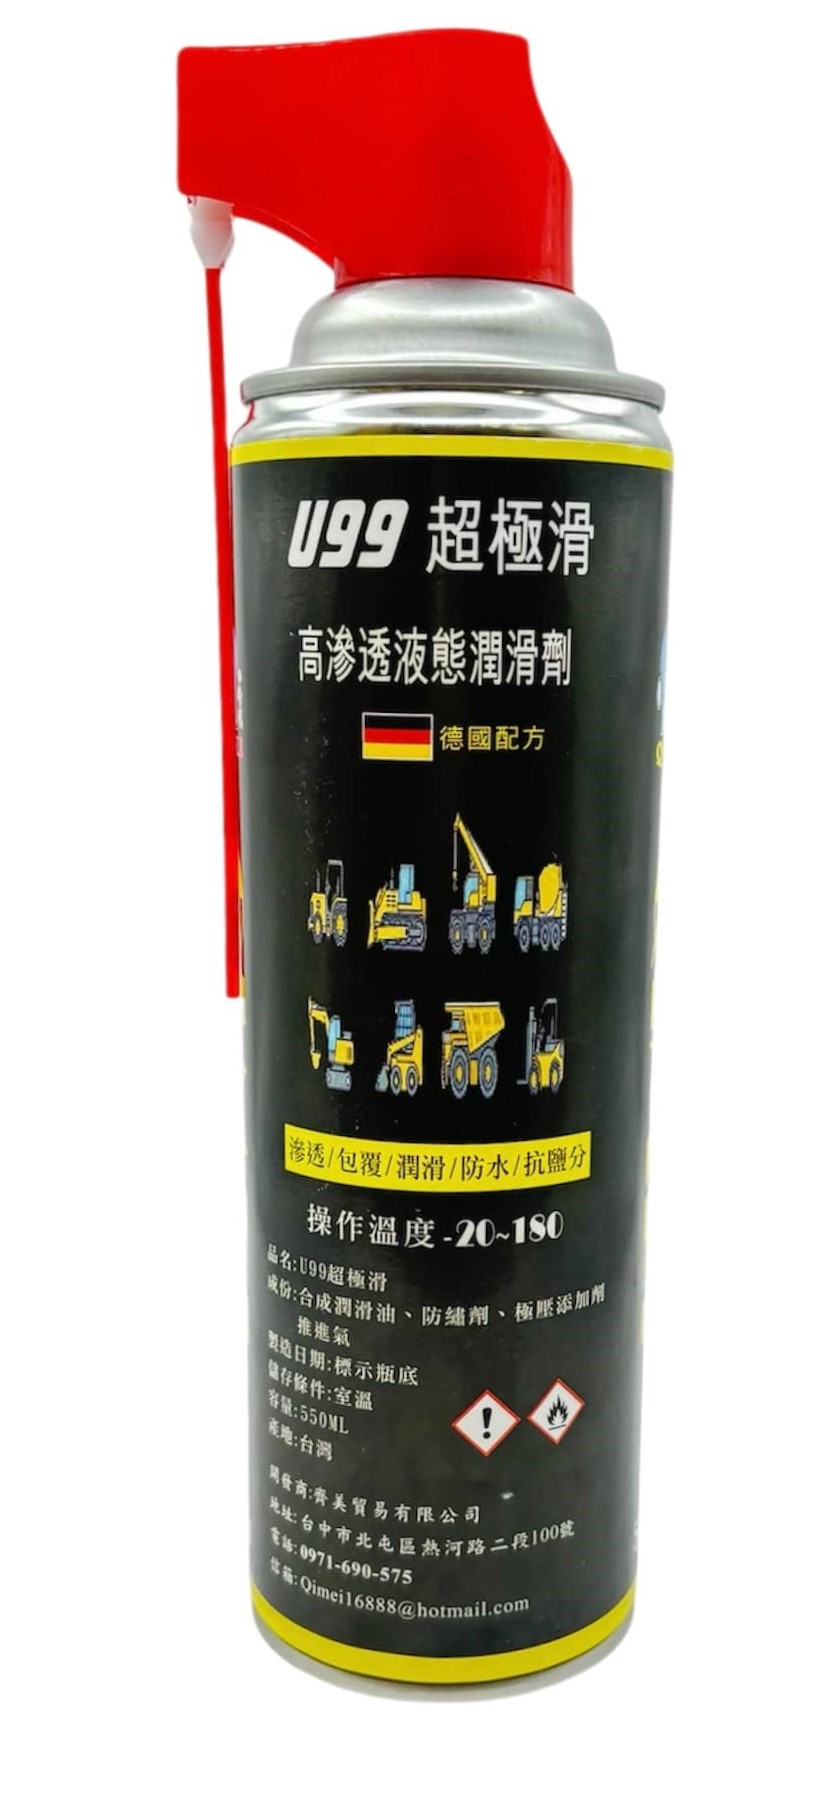 U99 超極滑
高滲透液態潤滑劑
德國配方
滲透/包覆/潤滑/防水/抗鹽分
操作溫度-20~180
品名:U99超極滑
成份:合成潤滑油、防繡劑、極壓添加劑
推進氣
製造日期:標示瓶底
儲存條件:室溫
容量:550ML
產地:台灣
開發商:齊美貿易有限公司
地址:台中市北屯區熱河路二段100號
電話:0971-690-575
信箱:Qimei16888@hotmail.com